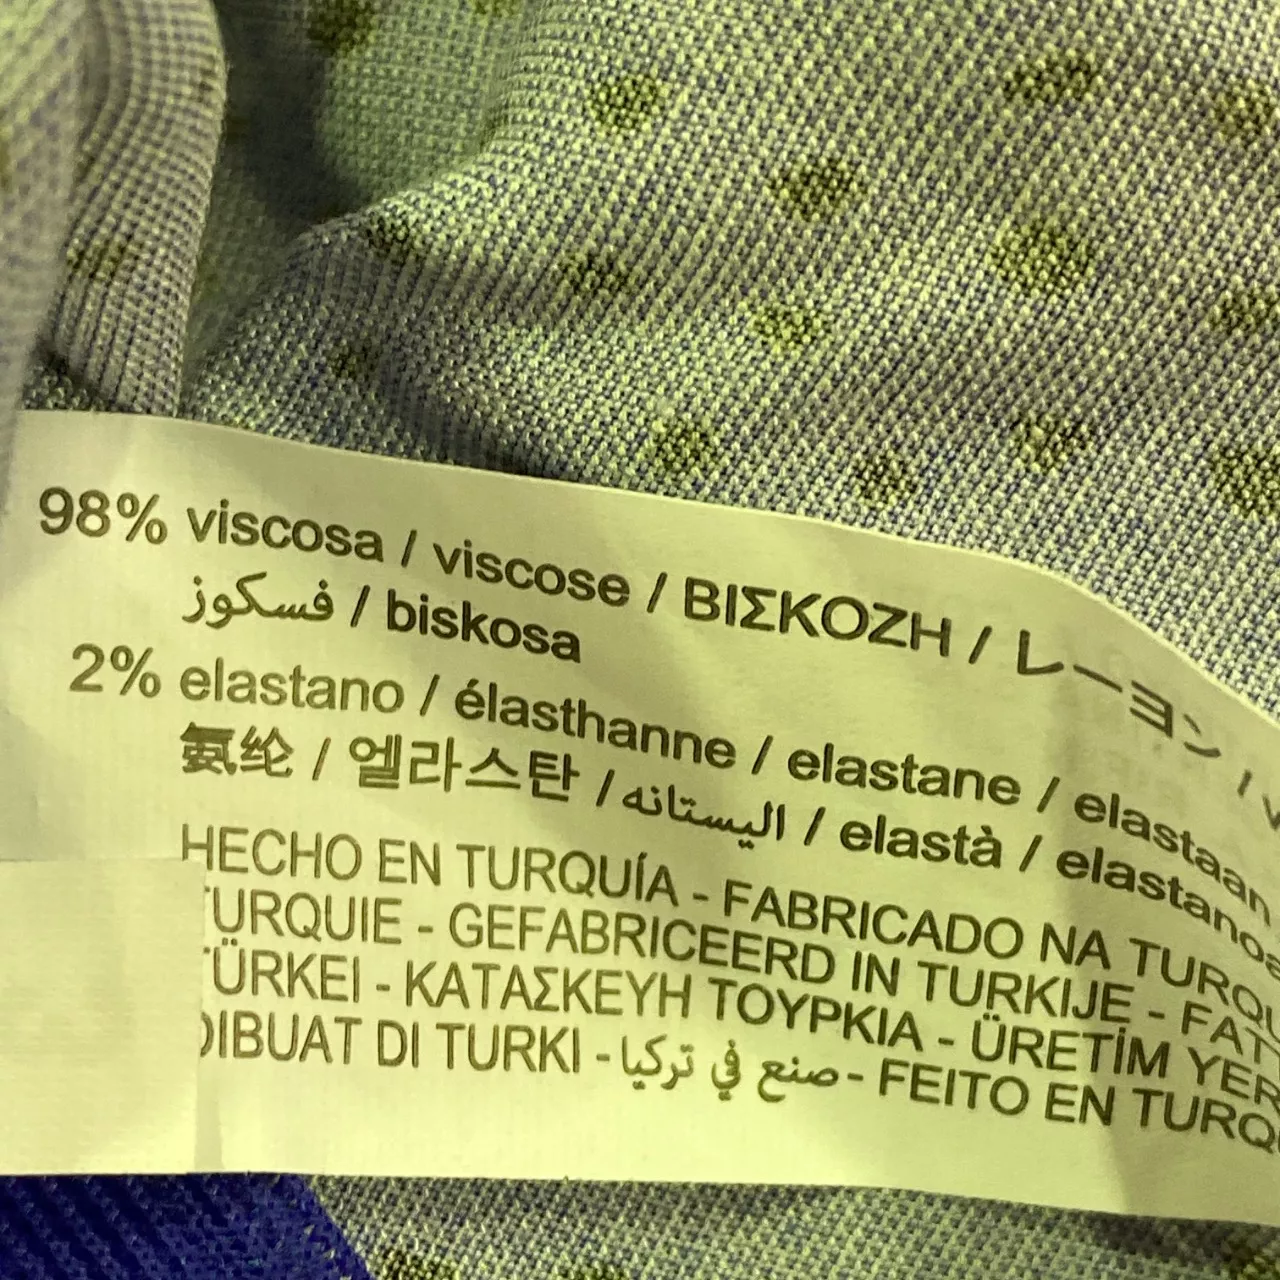 98% viscosa / viscose / ΒΙΣΚΟΖΗ / レーヨン /
فسكوز / biskosa
2% elastano / élasthanne / elastane / elastaan
氨纶 / 엘라스탄 / اليستانه / elastà / elastanoa
HECHO EN TURQUÍA - FABRICADO NA TURQU
TURQUIE - GEFABRICEERD IN TURKIJE - FATT
TÜRKEI - ΚΑΤΑΣΚΕΥΗ ΤΟΥΡΚΙΑ - ÜRETİM YER
DIBUAT DI TURKI - صنع في تركيا - FEITO EN TURQU